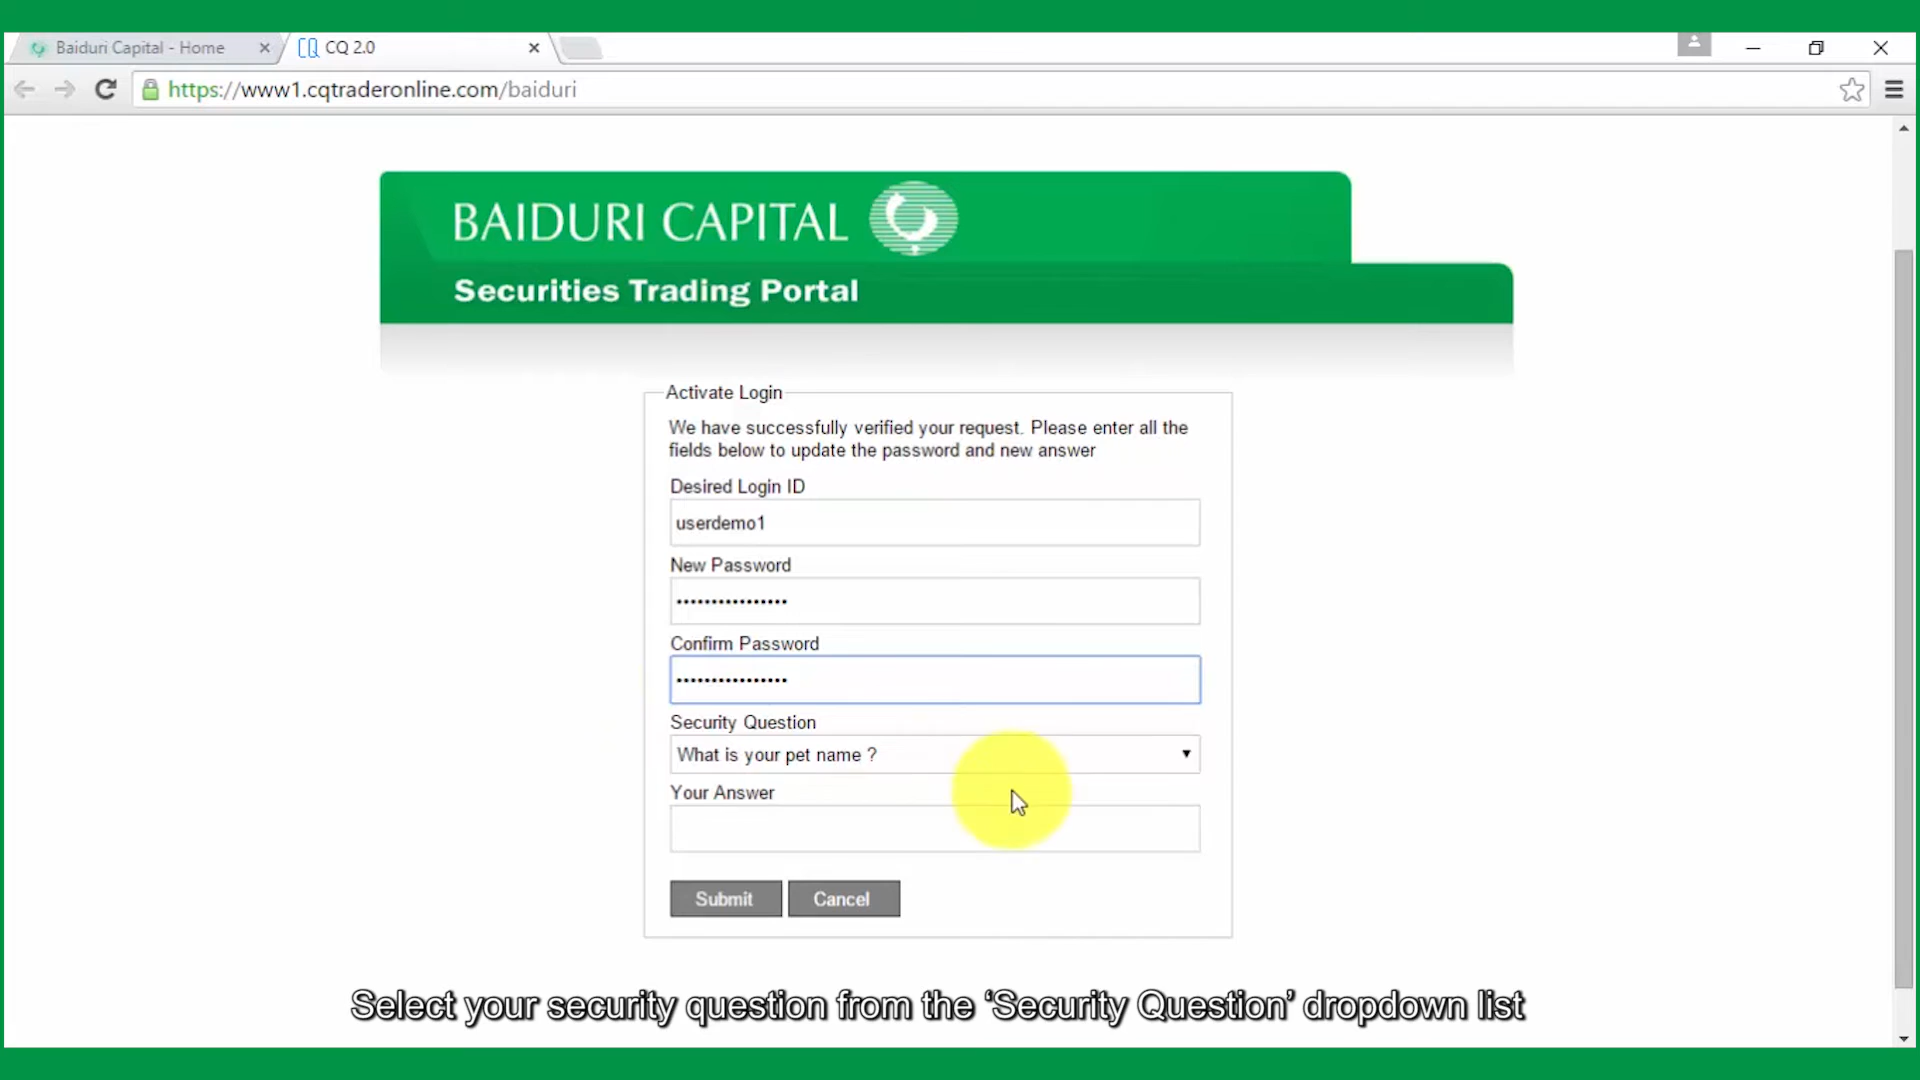 Baiduri Capital - Home
CQ 2.0
https://www1.cqtraderonline.com/baiduri
BAIDURI CAPITAL
Securities Trading Portal
Activate Login
We have successfully verified your request. Please enter all the
fields below to update the password and new answer
Desired Login ID
userdemo1
New Password
••••••••••••••••
Confirm Password
••••••••••••••••
Security Question
What is your pet name ?
Your Answer
Submit Cancel
Select your security question from the ‘Security Question’ dropdown list